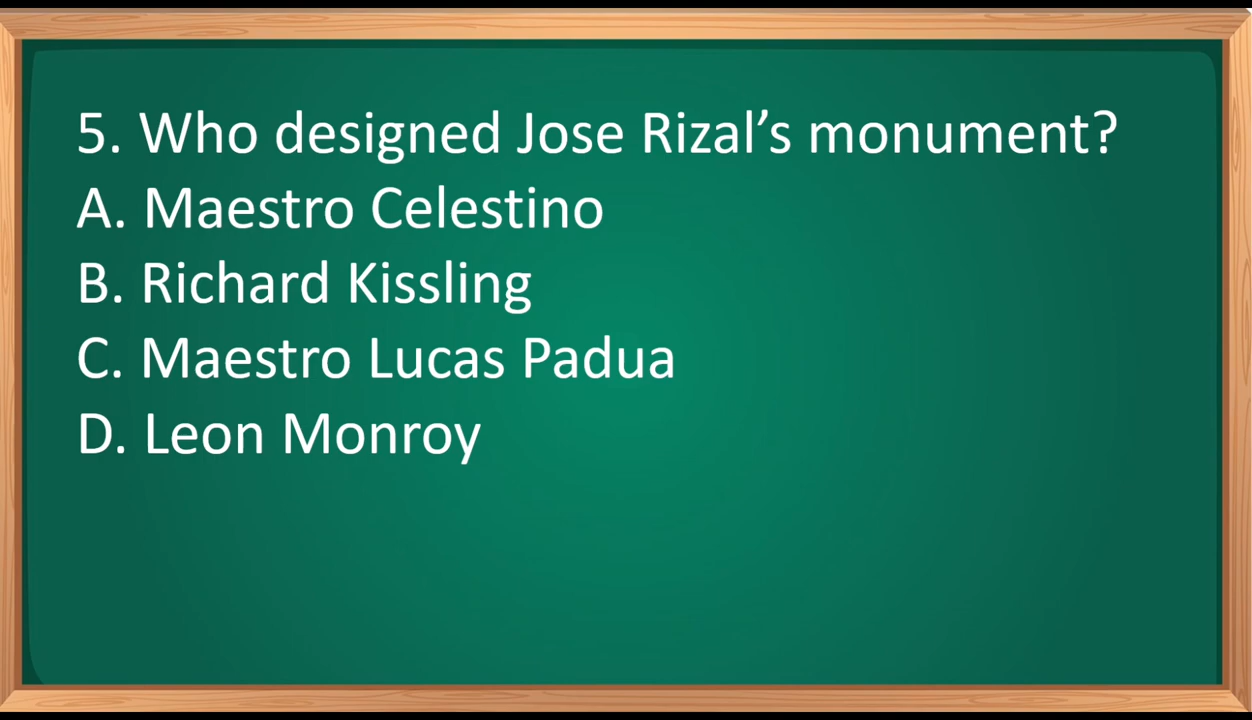 5. Who designed Jose Rizal’s monument?
A. Maestro Celestino
B. Richard Kissling
C. Maestro Lucas Padua
D. Leon Monroy